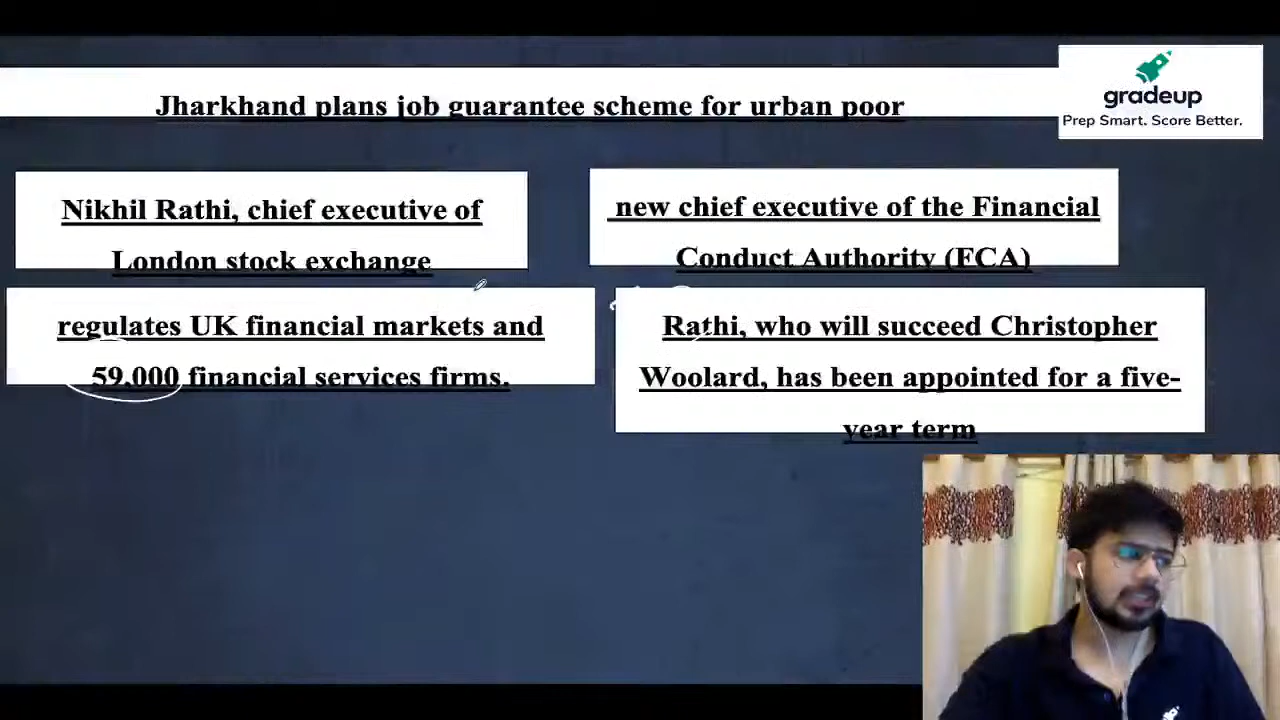 Jharkhand plans job guarantee scheme for urban poor
gradeup
Prep Smart. Score Better.
Nikhil Rathi, chief executive of
London stock exchange
new chief executive of the Financial
Conduct Authority (FCA)
regulates UK financial markets and
59,000 financial services firms.
Rathi, who will succeed Christopher
Woolard, has been appointed for a five-
year term